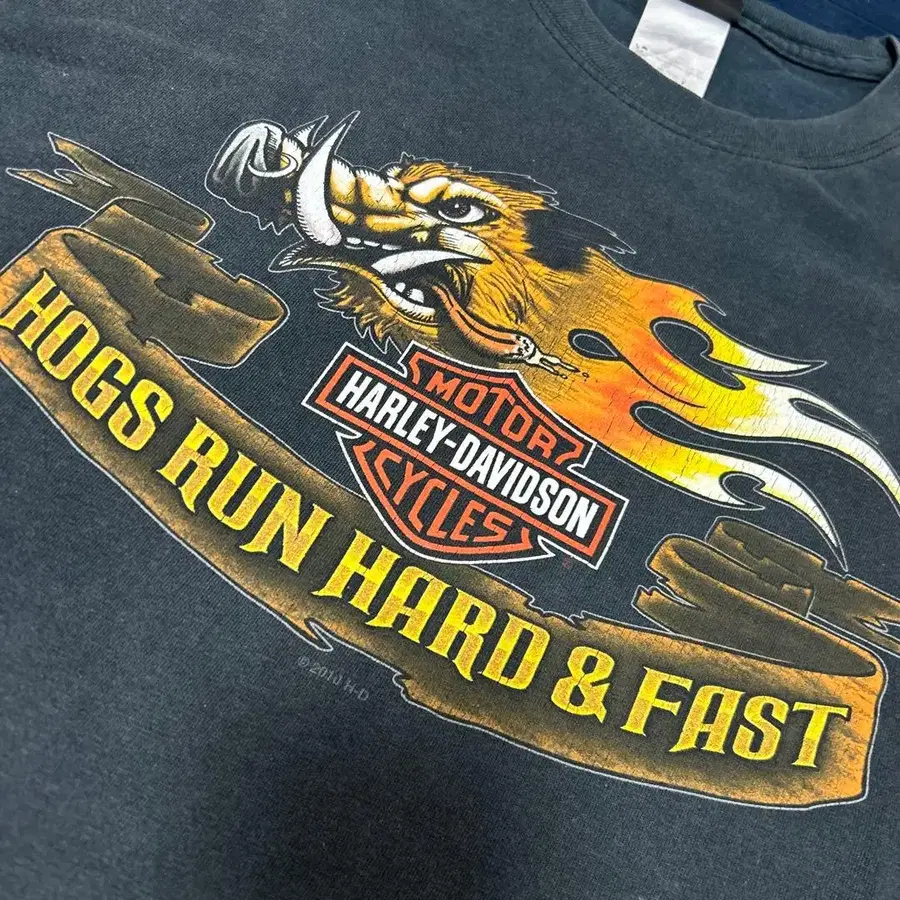 MOTOR
HARLEY-DAVIDSON
CYCLES
HOGS RUN HARD & FAST
© 2010 H-D